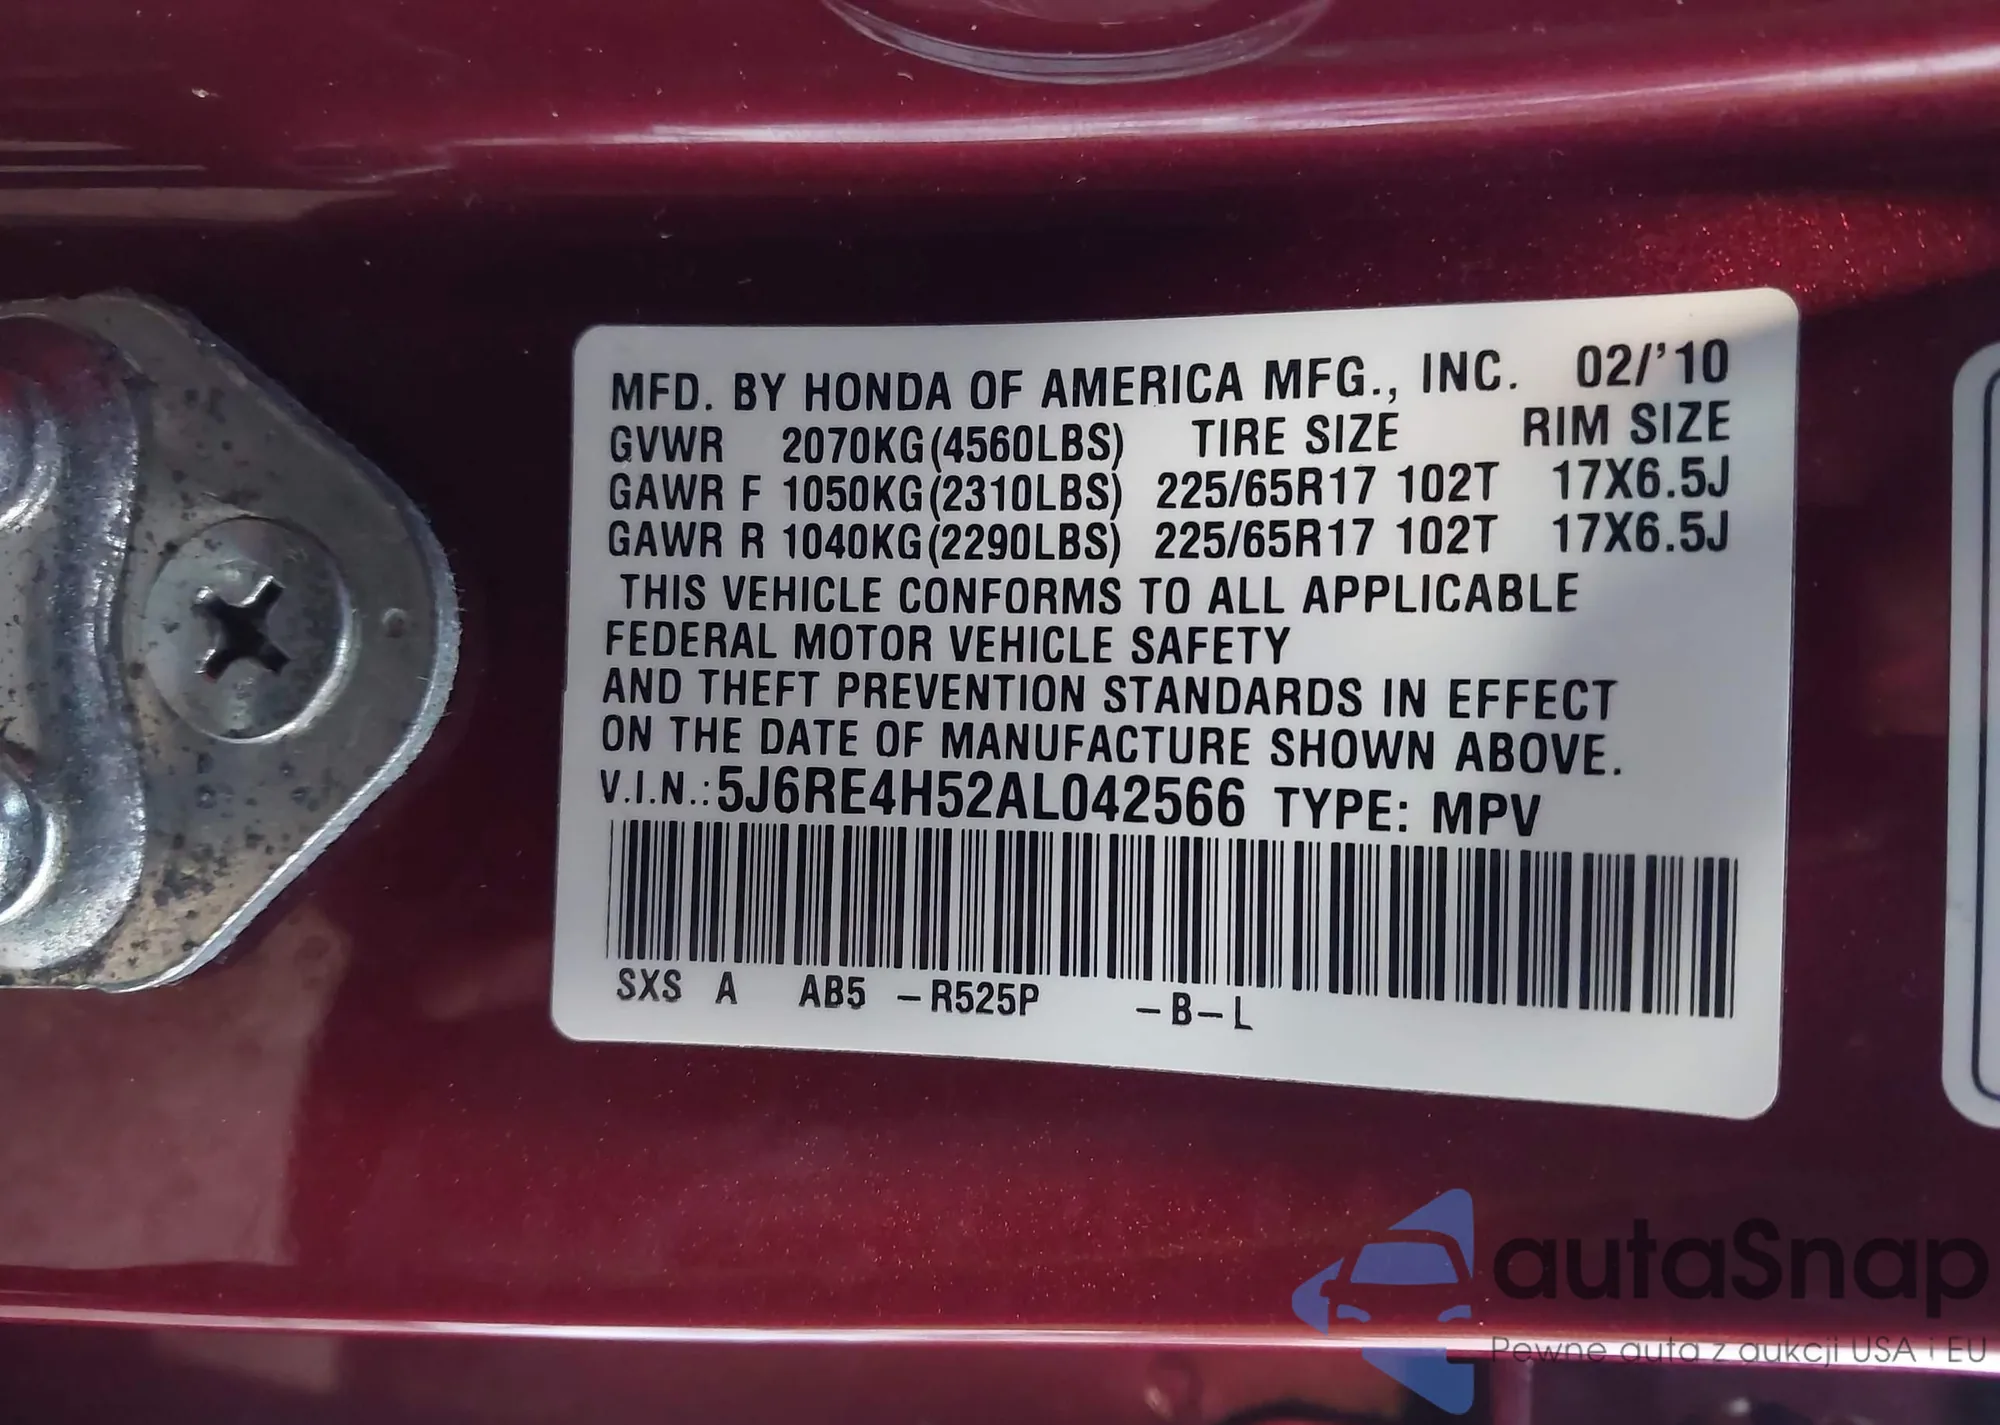 MFD. BY HONDA OF AMERICA MFG., INC. 02/'10
GVWR 2070KG(4560LBS) TIRE SIZE RIM SIZE
GAWR F 1050KG(2310LBS) 225/65R17 102T 17X6.5J
GAWR R 1040KG(2290LBS) 225/65R17 102T 17X6.5J
THIS VEHICLE CONFORMS TO ALL APPLICABLE
FEDERAL MOTOR VEHICLE SAFETY
AND THEFT PREVENTION STANDARDS IN EFFECT
ON THE DATE OF MANUFACTURE SHOWN ABOVE.
V.I.N.: 5J6RE4H52AL042566 TYPE: MPV
SXS A AB5 -R525P -B-L
autaSnap
Pewne auta z aukcji USA i EU